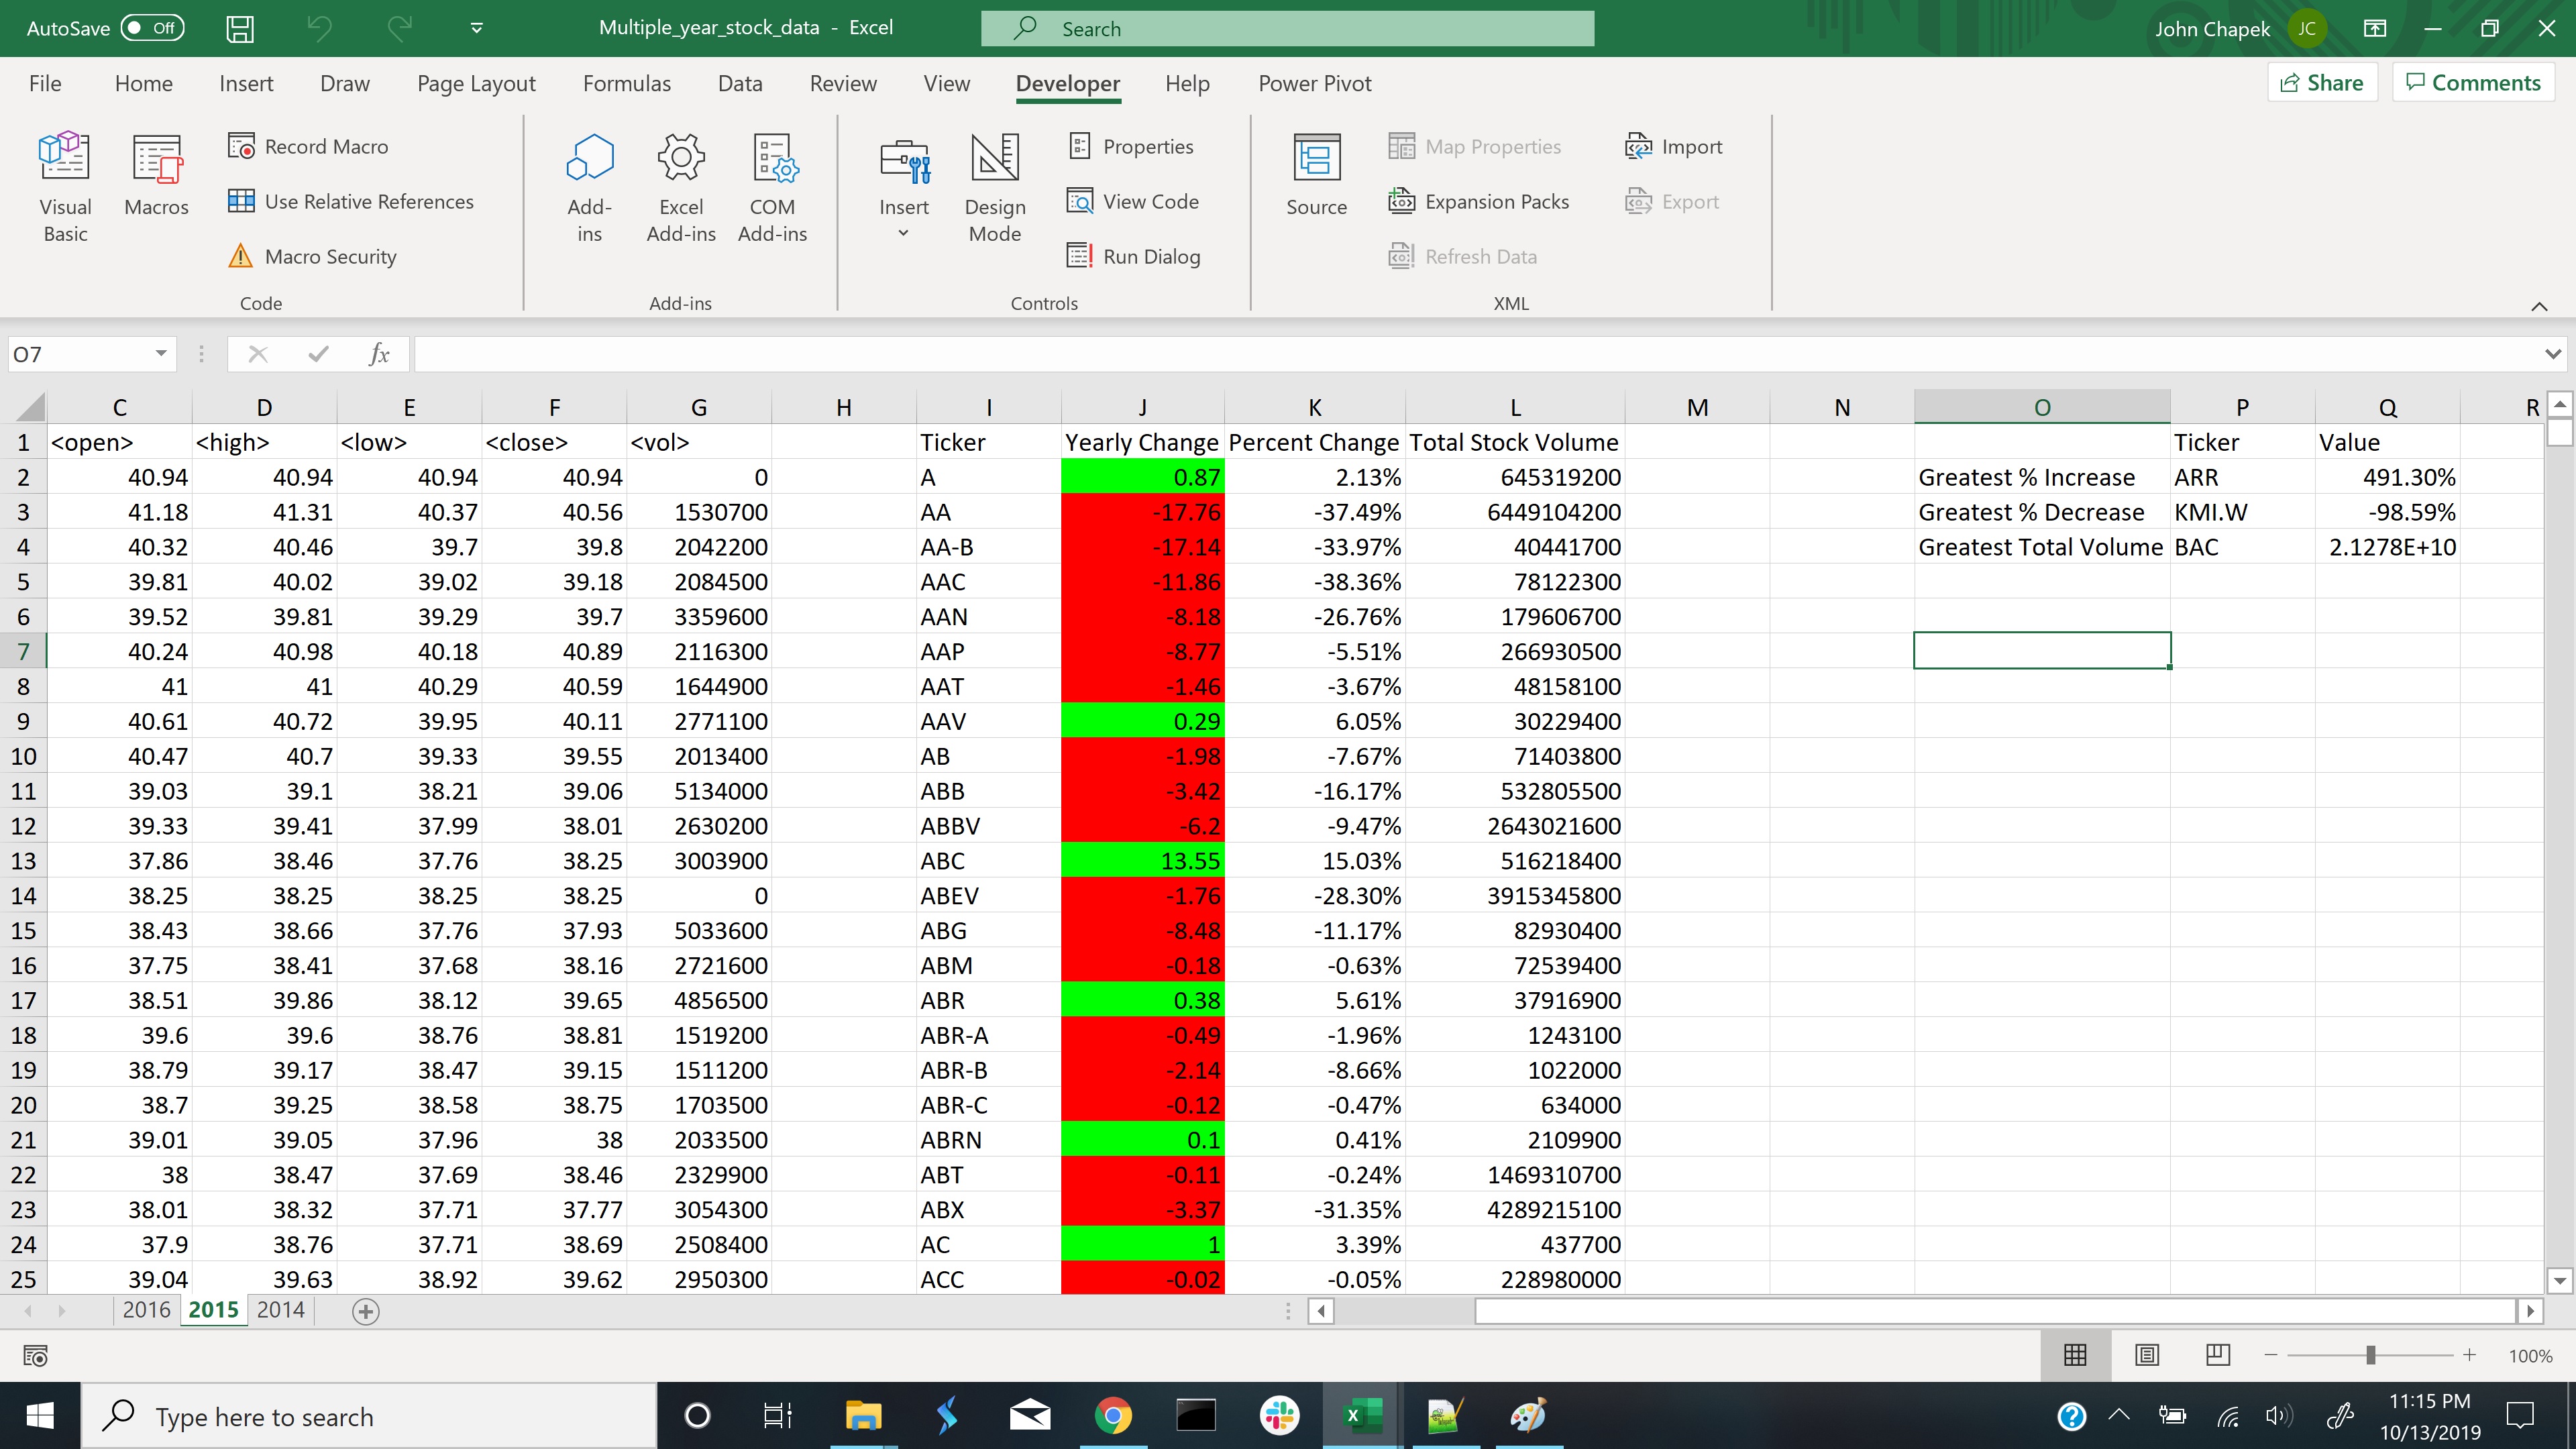 AutoSave Off Multiple_year_stock_data - Excel Search John Chapek JC
File Home Insert Draw Page Layout Formulas Data Review View Developer Help Power Pivot Share Comments
Visual Basic
Macros
Record Macro
Use Relative References
Macro Security
Code
Add-ins
Excel Add-ins
COM Add-ins
Add-ins
Insert
Design Mode
Properties
View Code
Run Dialog
Controls
Source
Map Properties
Expansion Packs
Refresh Data
Import
Export
XML
O7 fx
C D E F G H I J K L M N O P Q R
1 <open> <high> <low> <close> <vol> Ticker Yearly Change Percent Change Total Stock Volume Ticker Value
2 40.94 40.94 40.94 40.94 0 A 0.87 2.13% 645319200 Greatest % Increase ARR 491.30%
3 41.18 41.31 40.37 40.56 1530700 AA -17.76 -37.49% 6449104200 Greatest % Decrease KMI.W -98.59%
4 40.32 40.46 39.7 39.8 2042200 AA-B -17.14 -33.97% 40441700 Greatest Total Volume BAC 2.1278E+10
5 39.81 40.02 39.02 39.18 2084500 AAC -11.86 -38.36% 78122300
6 39.52 39.81 39.29 39.7 3359600 AAN -8.18 -26.76% 179606700
7 40.24 40.98 40.18 40.89 2116300 AAP -8.77 -5.51% 266930500
8 41 41 40.29 40.59 1644900 AAT -1.46 -3.67% 48158100
9 40.61 40.72 39.95 40.11 2771100 AAV 0.29 6.05% 30229400
10 40.47 40.7 39.33 39.55 2013400 AB -1.98 -7.67% 71403800
11 39.03 39.1 38.21 39.06 5134000 ABB -3.42 -16.17% 532805500
12 39.33 39.41 37.99 38.01 2630200 ABBV -6.2 -9.47% 2643021600
13 37.86 38.46 37.76 38.25 3003900 ABC 13.55 15.03% 516218400
14 38.25 38.25 38.25 38.25 0 ABEV -1.76 -28.30% 3915345800
15 38.43 38.66 37.76 37.93 5033600 ABG -8.48 -11.17% 82930400
16 37.75 38.41 37.68 38.16 2721600 ABM -0.18 -0.63% 72539400
17 38.51 39.86 38.12 39.65 4856500 ABR 0.38 5.61% 37916900
18 39.6 39.6 38.76 38.81 1519200 ABR-A -0.49 -1.96% 1243100
19 38.79 39.17 38.47 39.15 1511200 ABR-B -2.14 -8.66% 1022000
20 38.7 39.25 38.58 38.75 1703500 ABR-C -0.12 -0.47% 634000
21 39.01 39.05 37.96 38 2033500 ABRN 0.1 0.41% 2109900
22 38 38.47 37.69 38.46 2329900 ABT -0.11 -0.24% 1469310700
23 38.01 38.32 37.71 37.77 3054300 ABX -3.37 -31.35% 4289215100
24 37.9 38.76 37.71 38.69 2508400 AC 1 3.39% 437700
25 39.04 39.63 38.92 39.62 2950300 ACC -0.02 -0.05% 228980000
2016 2015 2014
100%
Type here to search
11:15 PM
10/13/2019